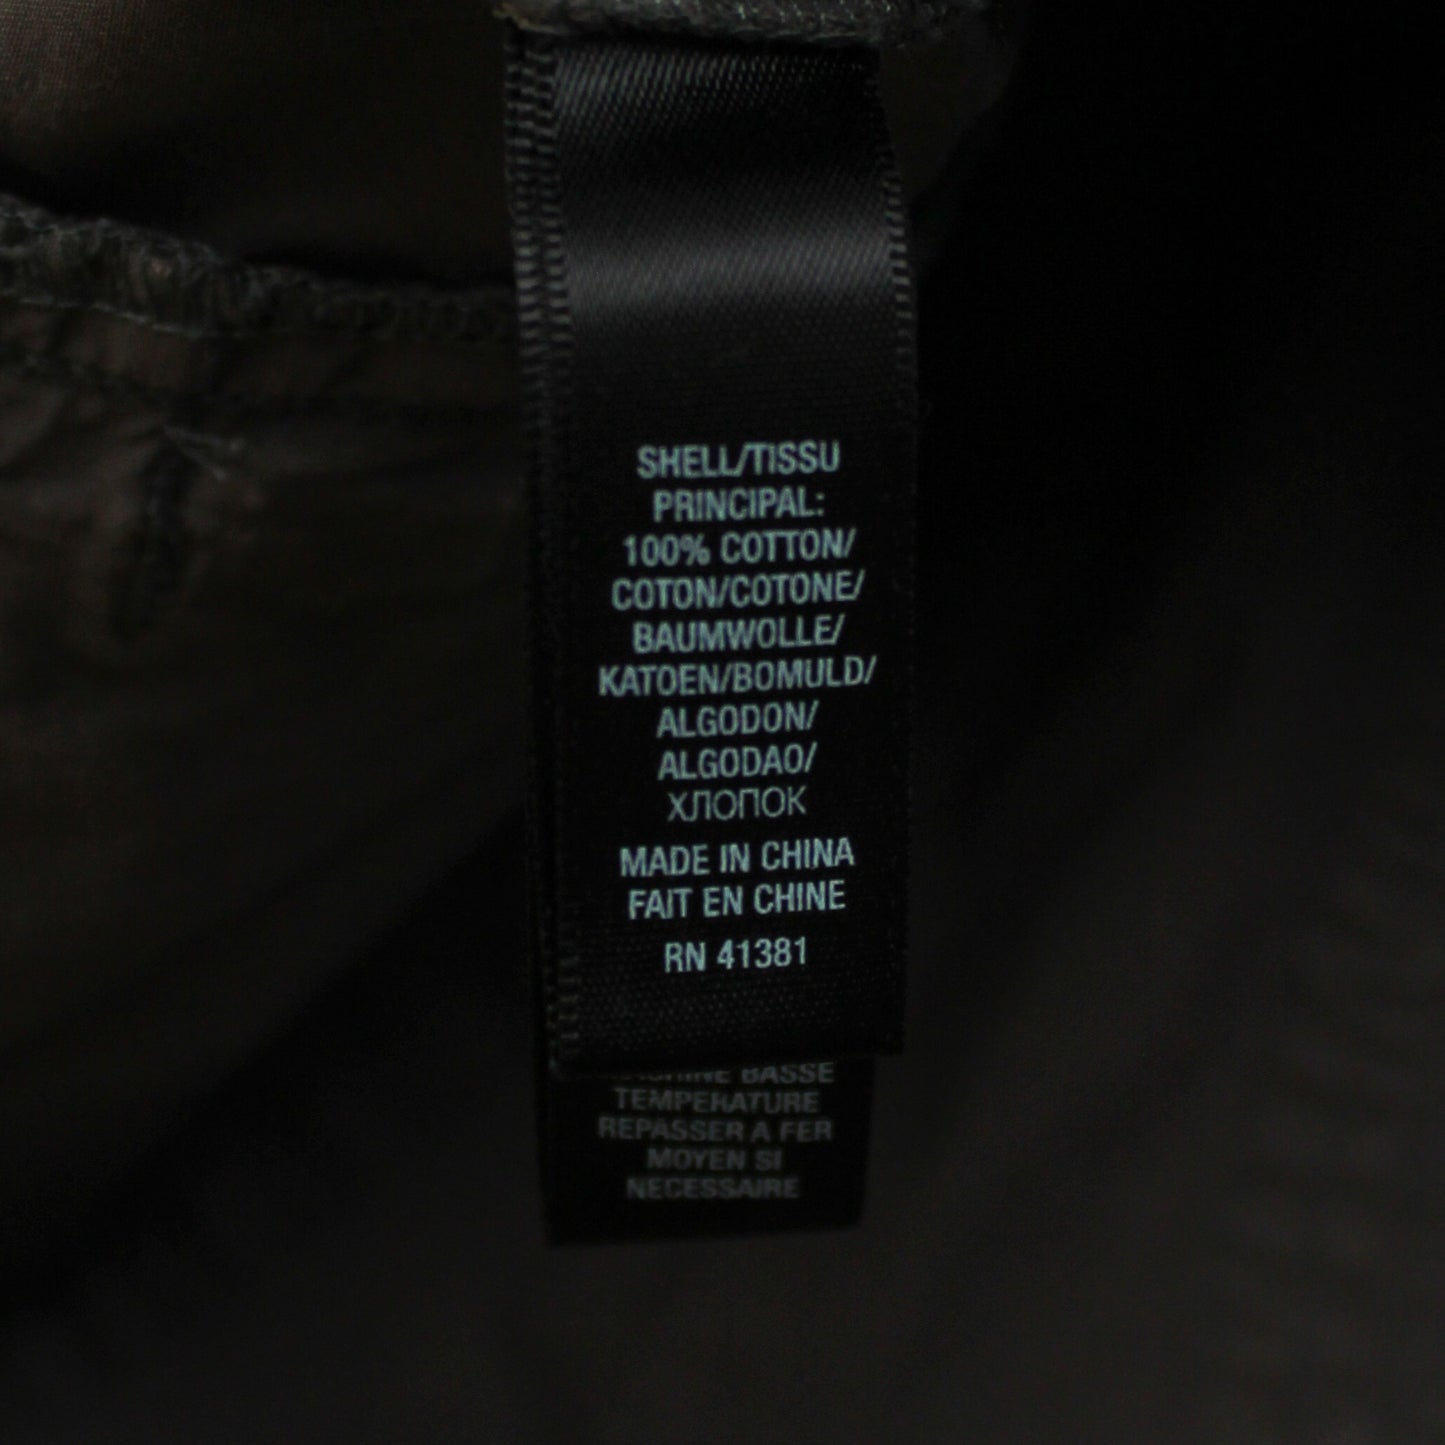 SHELL/TISSU
PRINCIPAL:
100% COTTON/
COTON/COTONE/
BAUMWOLLE/
KATOEN/BOMULD/
ALGODON/
ALGODAO/
ХЛОПОК
MADE IN CHINA
FAIT EN CHINE
RN 41381
MACHINE BASSE
TEMPERATURE
REPASSER A FER
MOYEN SI
NECESSAIRE